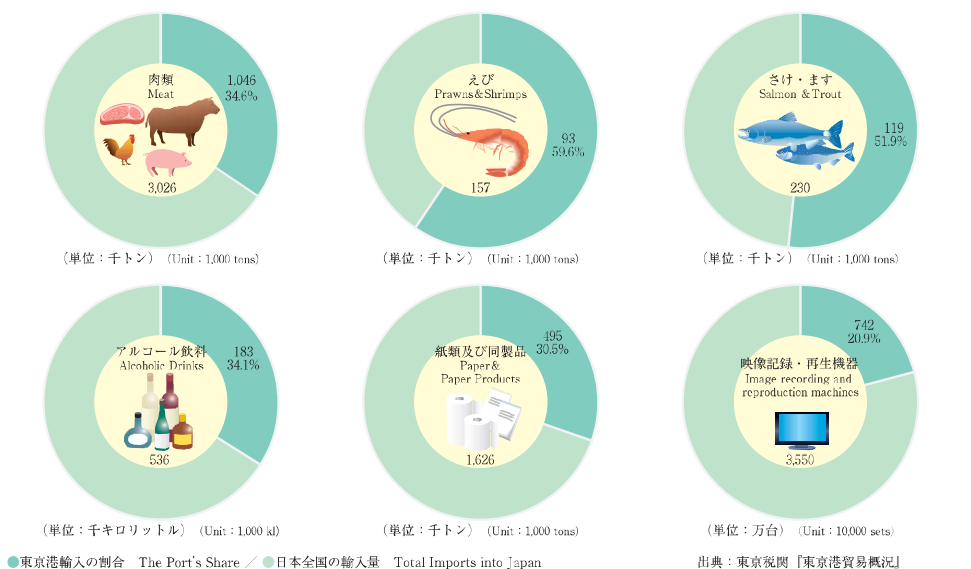 肉類
Meat
1,046
34.6%
3,026
(単位：千トン) (Unit : 1,000 tons)
えび
Prawns&Shrimps
93
59.6%
157
(単位：千トン) (Unit : 1,000 tons)
さけ・ます
Salmon & Trout
119
51.9%
230
(単位：千トン) (Unit : 1,000 tons)
アルコール飲料
Alcoholic Drinks
183
34.1%
536
(単位：千キロリットル) (Unit : 1,000 kl)
紙類及び同製品
Paper &
Paper Products
495
30.5%
1,626
(単位：千トン) (Unit : 1,000 tons)
映像記録・再生機器
Image recording and
reproduction machines
742
20.9%
3,550
(単位：万台) (Unit : 10,000 sets)
●東京港輸入の割合 The Port's Share ／ ●日本全国の輸入量 Total Imports into Japan
出典：東京税関『東京港貿易概況』